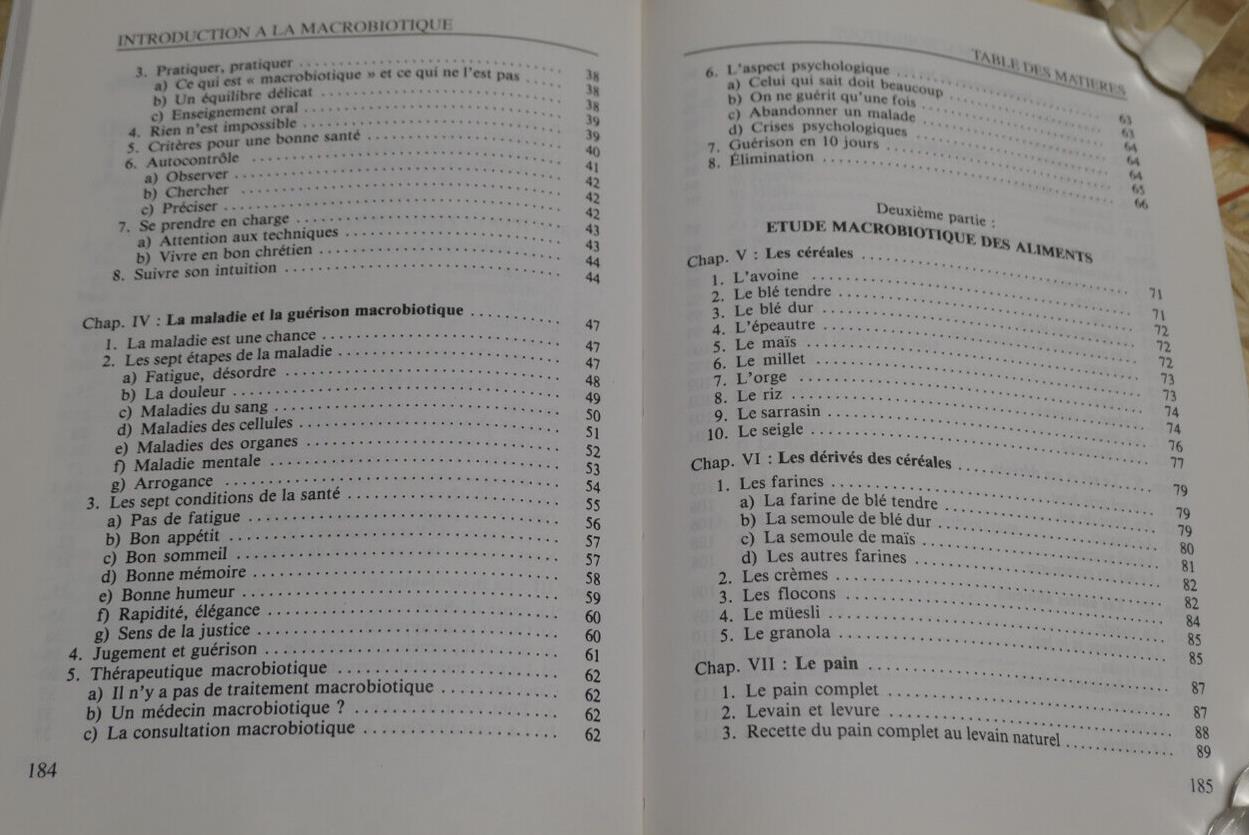 INTRODUCTION A LA MACROBIOTIQUE
3. Pratiquer, pratiquer ........ 38
a) Ce qui est « macrobiotique » et ce qui ne l'est pas ........ 38
b) Un équilibre délicat ........ 38
c) Enseignement oral ........ 39
4. Rien n'est impossible ........ 39
5. Critères pour une bonne santé ........ 40
6. Autocontrôle ........ 41
a) Observer ........ 42
b) Chercher ........ 42
c) Préciser ........ 42
7. Se prendre en charge ........ 43
a) Attention aux techniques ........ 43
b) Vivre en bon chrétien ........ 44
8. Suivre son intuition ........ 44
Chap. IV : La maladie et la guérison macrobiotique ........ 47
1. La maladie est une chance ........ 47
2. Les sept étapes de la maladie ........ 47
a) Fatigue, désordre ........ 48
b) La douleur ........ 49
c) Maladies du sang ........ 50
d) Maladies des cellules ........ 51
e) Maladies des organes ........ 52
f) Maladie mentale ........ 53
g) Arrogance ........ 54
3. Les sept conditions de la santé ........ 55
a) Pas de fatigue ........ 56
b) Bon appétit ........ 57
c) Bon sommeil ........ 57
d) Bonne mémoire ........ 58
e) Bonne humeur ........ 59
f) Rapidité, élégance ........ 60
g) Sens de la justice ........ 60
4. Jugement et guérison ........ 61
5. Thérapeutique macrobiotique ........ 62
a) Il n'y a pas de traitement macrobiotique ........ 62
b) Un médecin macrobiotique ? ........ 62
c) La consultation macrobiotique ........ 62
184
TABLE DES MATIERES
6. L'aspect psychologique ........ 63
a) Celui qui sait doit beaucoup ........ 63
b) On ne guérit qu'une fois ........ 64
c) Abandonner un malade ........ 64
d) Crises psychologiques ........ 64
7. Guérison en 10 jours ........ 65
8. Élimination ........ 66
Deuxième partie :
ETUDE MACROBIOTIQUE DES ALIMENTS
Chap. V : Les céréales ........ 71
1. L'avoine ........ 71
2. Le blé tendre ........ 72
3. Le blé dur ........ 72
4. L'épeautre ........ 72
5. Le maïs ........ 73
6. Le millet ........ 73
7. L'orge ........ 74
8. Le riz ........ 74
9. Le sarrasin ........ 76
10. Le seigle ........ 77
Chap. VI : Les dérivés des céréales ........ 79
1. Les farines ........ 79
a) La farine de blé tendre ........ 79
b) La semoule de blé dur ........ 80
c) La semoule de maïs ........ 81
d) Les autres farines ........ 82
2. Les crèmes ........ 82
3. Les flocons ........ 84
4. Le müesli ........ 85
5. Le granola ........ 85
Chap. VII : Le pain ........ 87
1. Le pain complet ........ 87
2. Levain et levure ........ 88
3. Recette du pain complet au levain naturel ........ 89
185